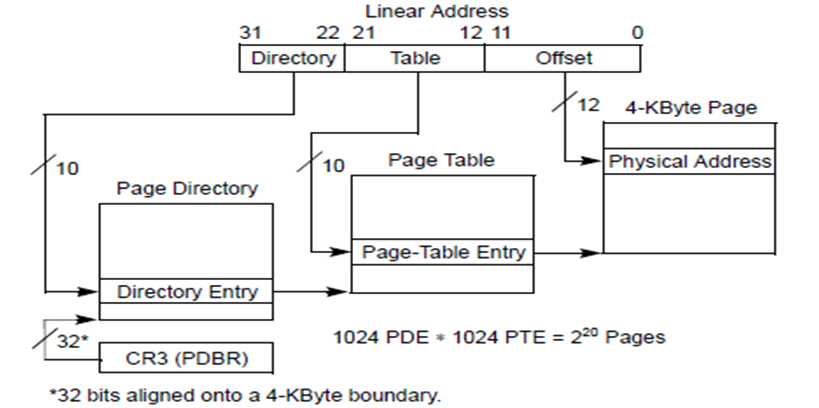 Linear Address
31 22 21 12 11 0
Directory Table Offset
12
4-KByte Page
10
10
Page Table
Physical Address
Page Directory
Page-Table Entry
Directory Entry
32*
1024 PDE * 1024 PTE = 2²⁰ Pages
CR3 (PDBR)
*32 bits aligned onto a 4-KByte boundary.